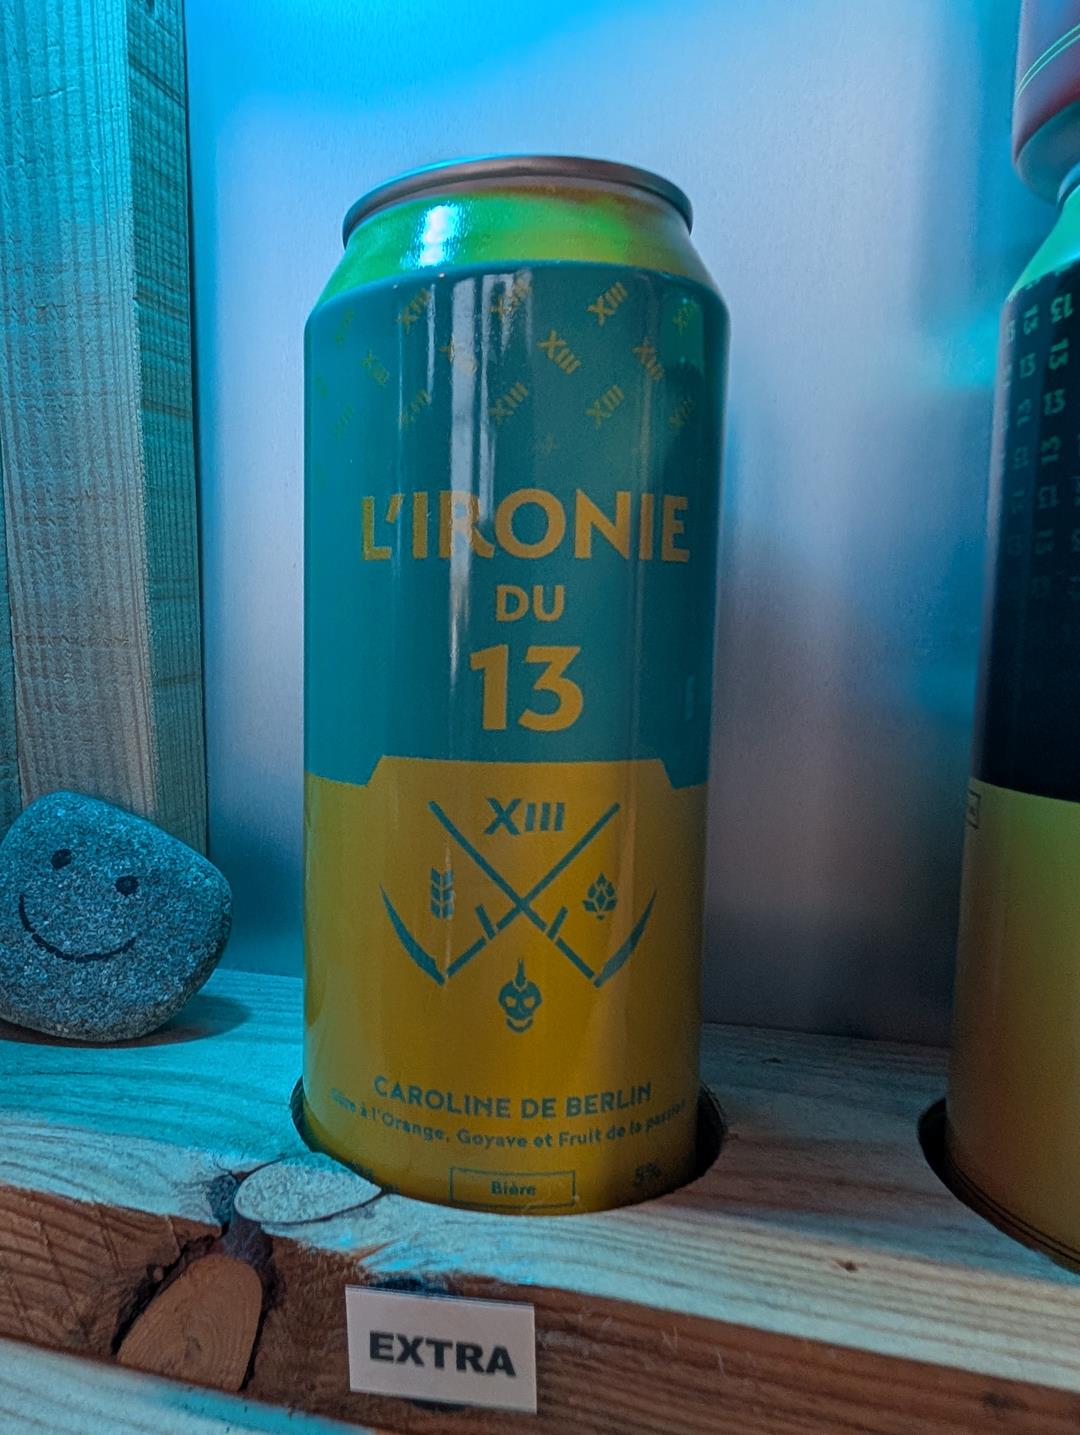 L'IRONIE
DU
13
XIII
CAROLINE DE BERLIN
à l'Orange, Goyave et Fruit de la passion
Bière
5%
EXTRA